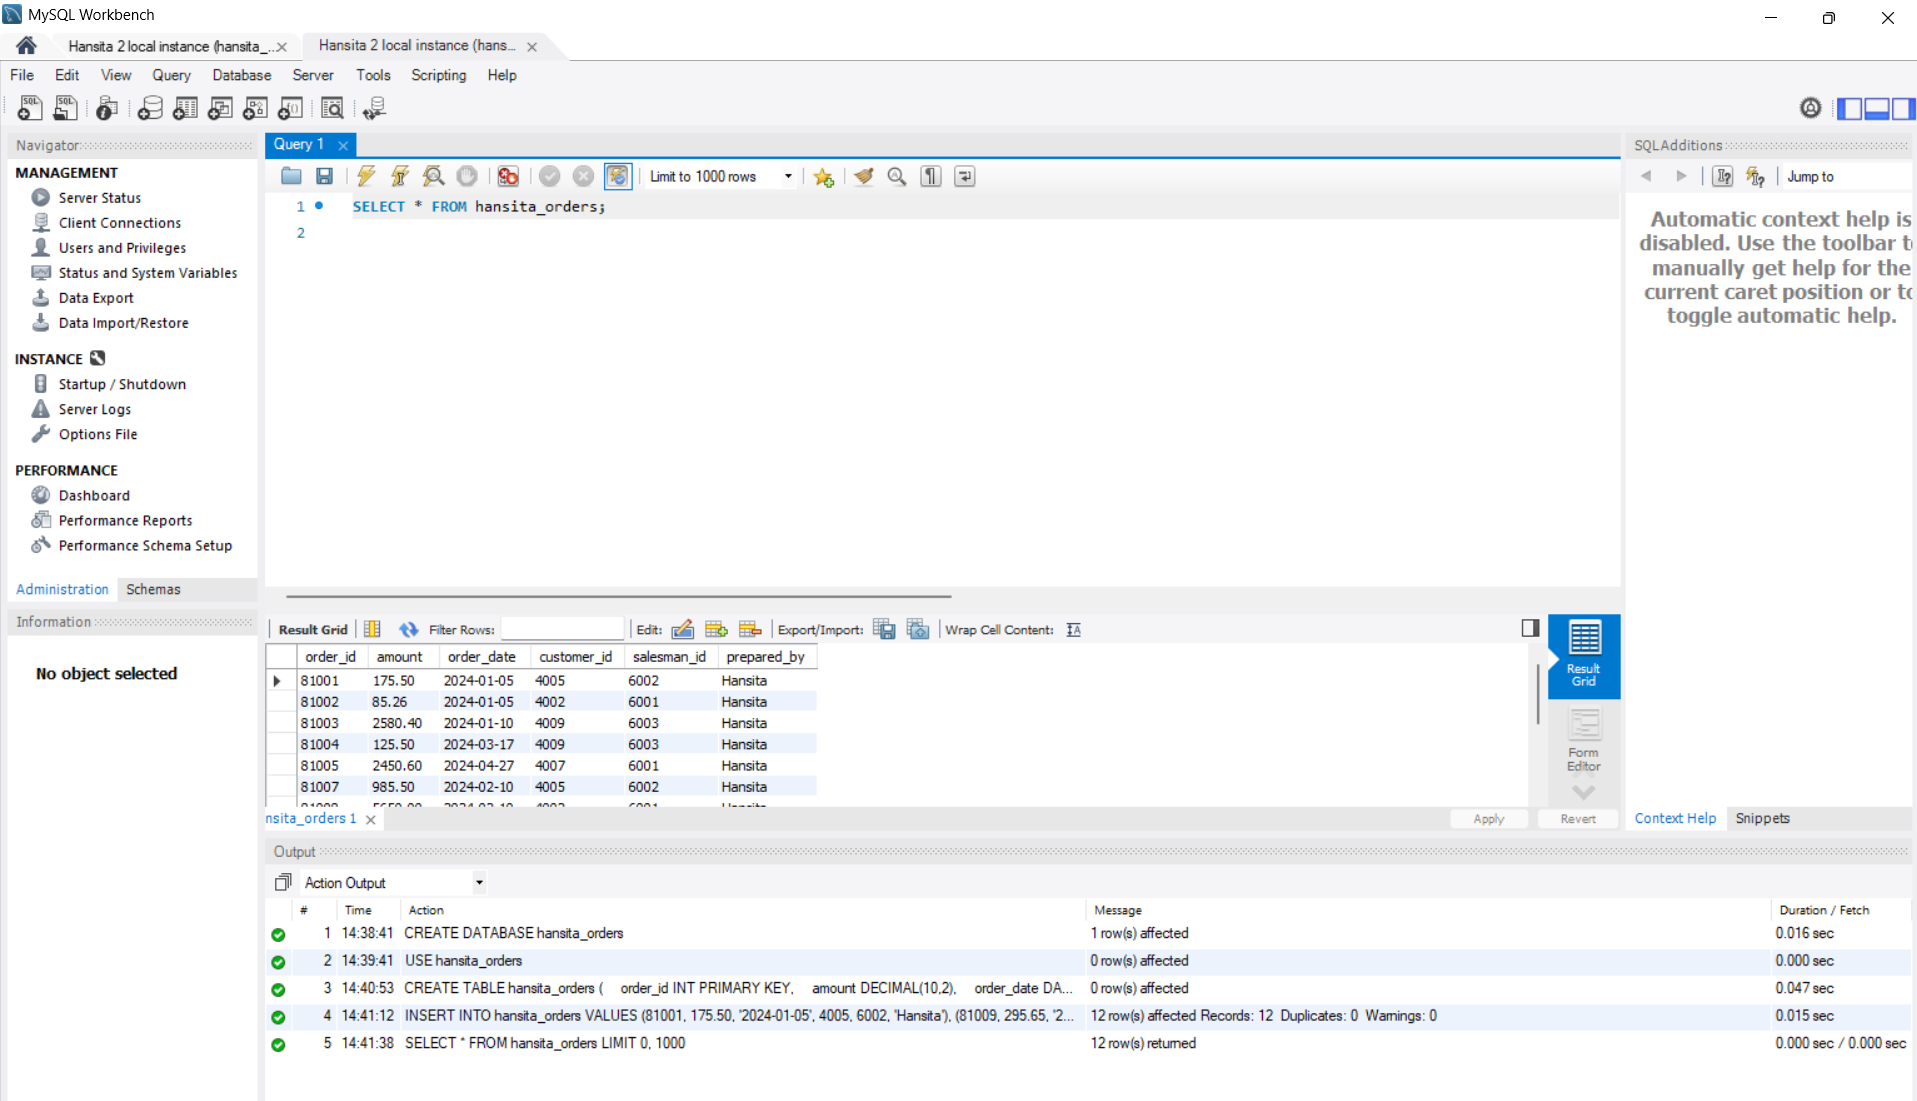 MySQL Workbench
Hansita 2 local instance (hansita_...
Hansita 2 local instance (hans...
File Edit View Query Database Server Tools Scripting Help
Navigator
MANAGEMENT
Server Status
Client Connections
Users and Privileges
Status and System Variables
Data Export
Data Import/Restore
INSTANCE
Startup / Shutdown
Server Logs
Options File
PERFORMANCE
Dashboard
Performance Reports
Performance Schema Setup
Administration Schemas
Information
No object selected
Query 1
Limit to 1000 rows
1 SELECT * FROM hansita_orders;
2
Result Grid Filter Rows: Edit: Export/Import: Wrap Cell Content:
order_id amount order_date customer_id salesman_id prepared_by
81001 175.50 2024-01-05 4005 6002 Hansita
81002 85.26 2024-01-05 4002 6001 Hansita
81003 2580.40 2024-01-10 4009 6003 Hansita
81004 125.50 2024-03-17 4009 6003 Hansita
81005 2450.60 2024-04-27 4007 6001 Hansita
81007 985.50 2024-02-10 4005 6002 Hansita
Result
Grid
Form
Editor
nsita_orders 1
Apply Revert
SQLAdditions
Jump to
Automatic context help is
disabled. Use the toolbar t
manually get help for the
current caret position or to
toggle automatic help.
Context Help Snippets
Output
Action Output
# Time Action Message Duration / Fetch
1 14:38:41 CREATE DATABASE hansita_orders 1 row(s) affected 0.016 sec
2 14:39:41 USE hansita_orders 0 row(s) affected 0.000 sec
3 14:40:53 CREATE TABLE hansita_orders ( order_id INT PRIMARY KEY, amount DECIMAL(10,2), order_date DA... 0 row(s) affected 0.047 sec
4 14:41:12 INSERT INTO hansita_orders VALUES (81001, 175.50, '2024-01-05', 4005, 6002, 'Hansita'), (81009, 295.65, '2... 12 row(s) affected Records: 12 Duplicates: 0 Warnings: 0 0.015 sec
5 14:41:38 SELECT * FROM hansita_orders LIMIT 0, 1000 12 row(s) returned 0.000 sec / 0.000 sec